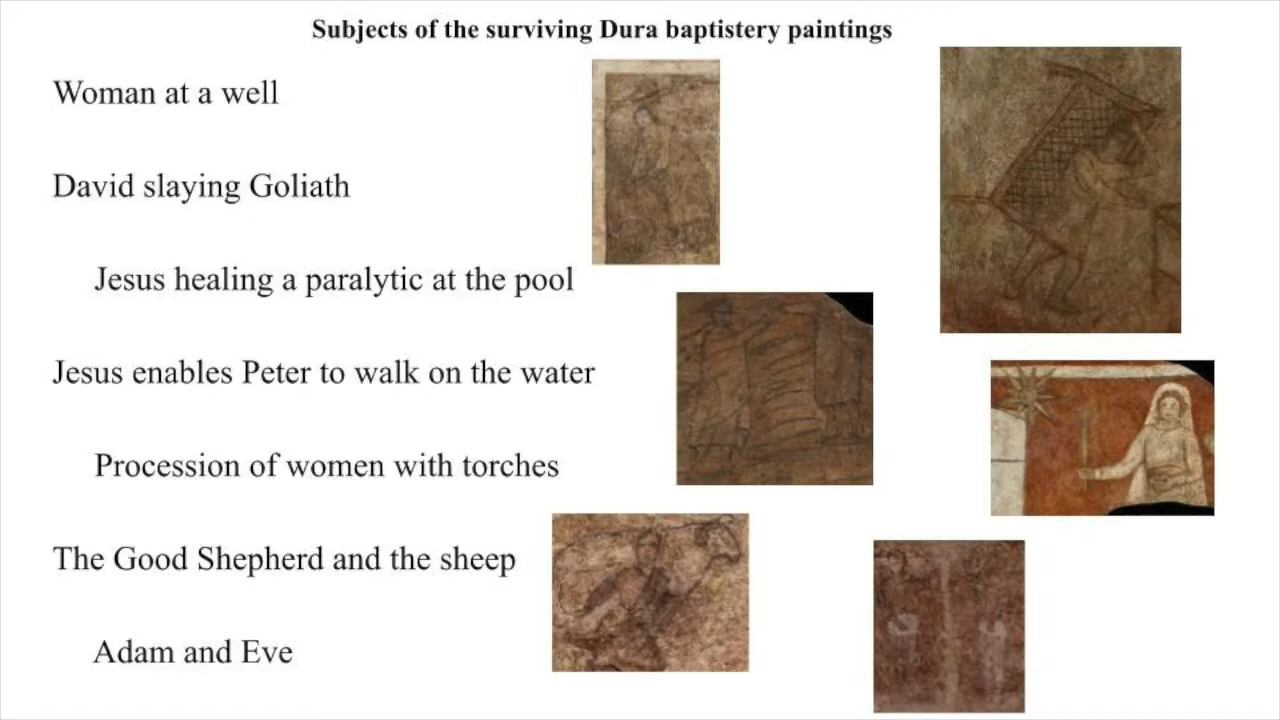 Subjects of the surviving Dura baptistery paintings
Woman at a well
David slaying Goliath
Jesus healing a paralytic at the pool
Jesus enables Peter to walk on the water
Procession of women with torches
The Good Shepherd and the sheep
Adam and Eve